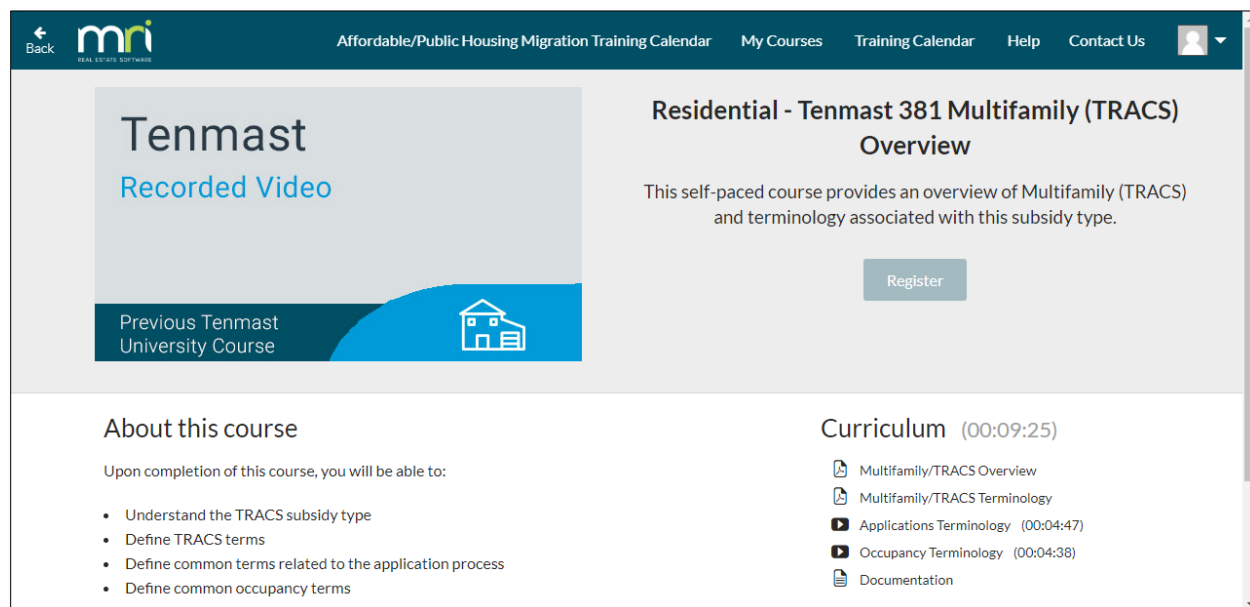 Back
mri
REAL ESTATE SOFTWARE
Affordable/Public Housing Migration Training Calendar
My Courses
Training Calendar
Help
Contact Us
Tenmast
Recorded Video
Previous Tenmast
University Course
Residential - Tenmast 381 Multifamily (TRACS)
Overview
This self-paced course provides an overview of Multifamily (TRACS)
and terminology associated with this subsidy type.
Register
About this course
Upon completion of this course, you will be able to:
• Understand the TRACS subsidy type
• Define TRACS terms
• Define common terms related to the application process
• Define common occupancy terms
Curriculum (00:09:25)
Multifamily/TRACS Overview
Multifamily/TRACS Terminology
Applications Terminology (00:04:47)
Occupancy Terminology (00:04:38)
Documentation